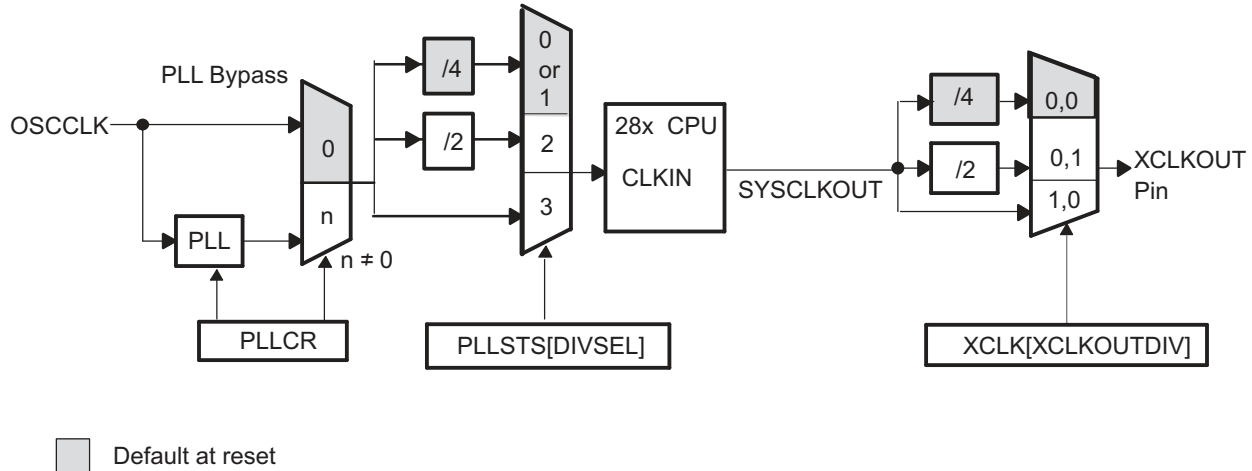 PLL Bypass
OSCCLK
0
n
PLL
n ≠ 0
PLLCR
/4
/2
0
or
1
2
3
PLLSTS[DIVSEL]
28x CPU
CLKIN
SYSCLKOUT
/4
/2
0,0
0,1
1,0
XCLKOUT
Pin
XCLK[XCLKOUTDIV]
Default at reset